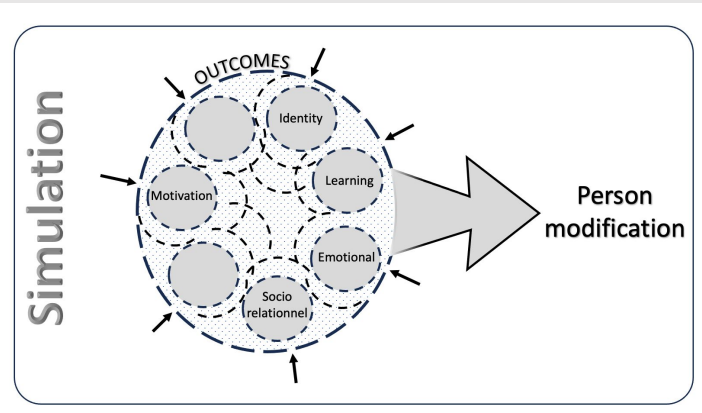 Simulation
OUTCOMES
Identity
Learning
Motivation
Emotional
Socio
relationnel
Person
modification